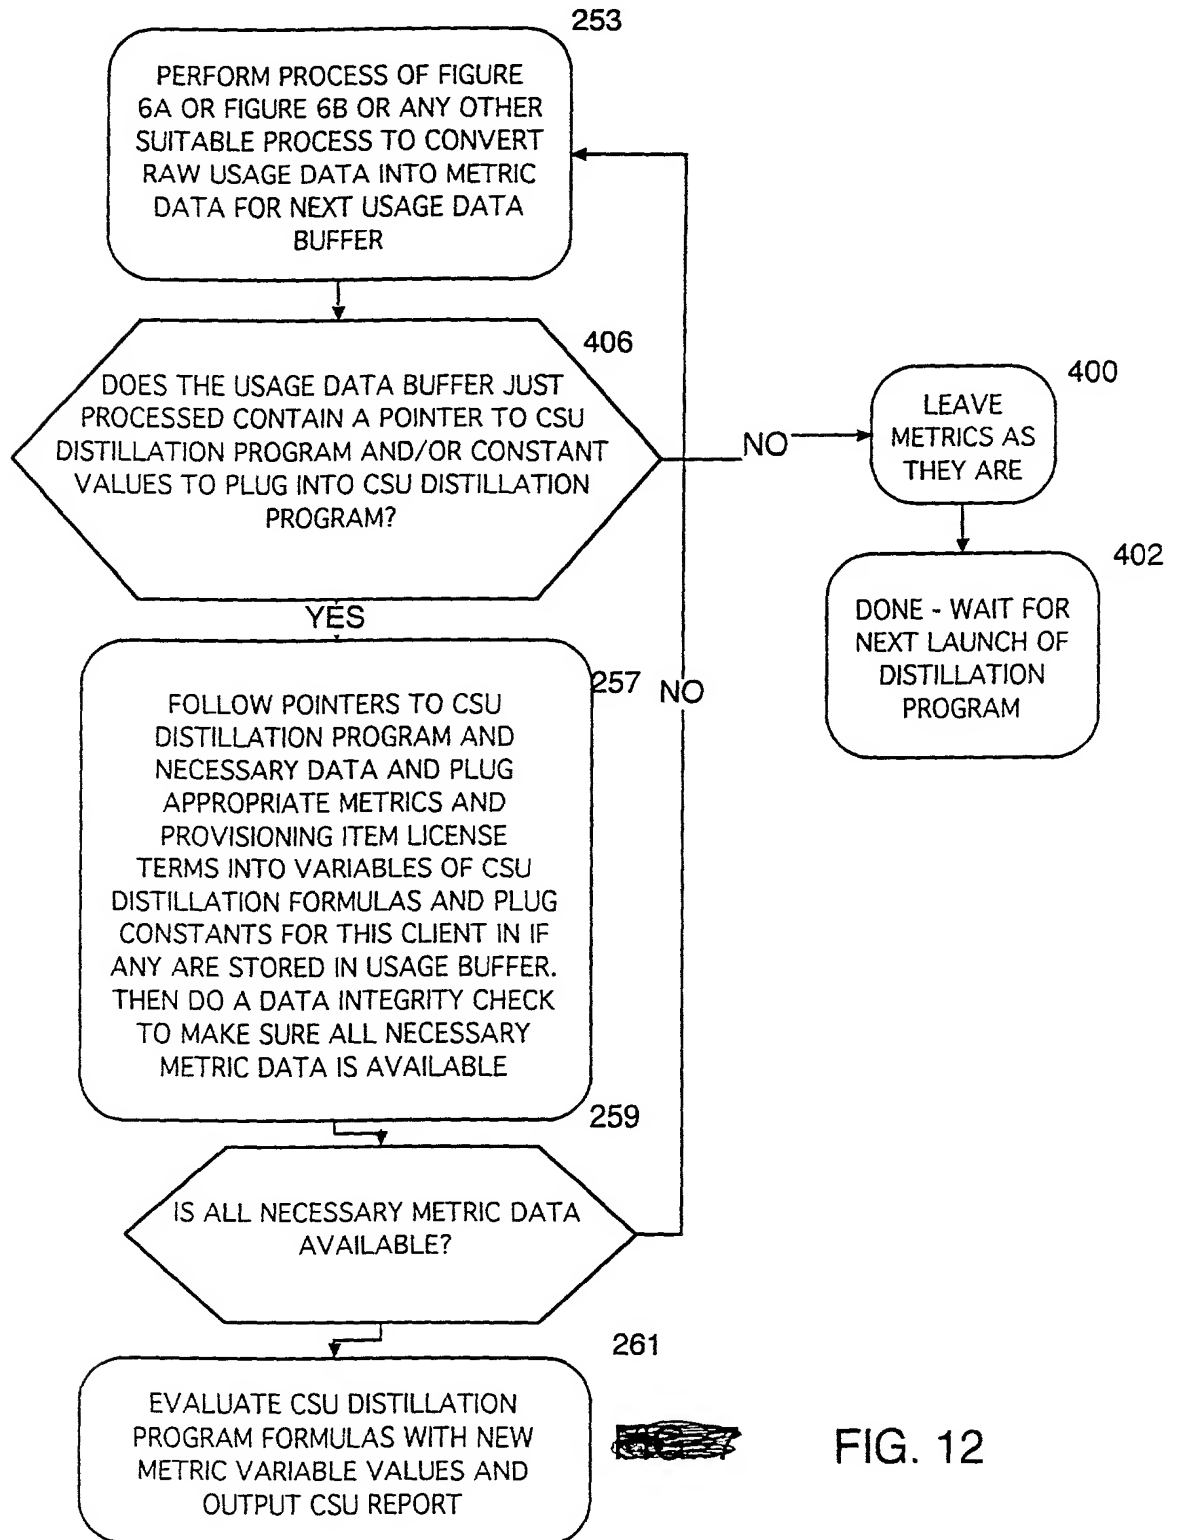 253
PERFORM PROCESS OF FIGURE
6A OR FIGURE 6B OR ANY OTHER
SUITABLE PROCESS TO CONVERT
RAW USAGE DATA INTO METRIC
DATA FOR NEXT USAGE DATA
BUFFER
406
DOES THE USAGE DATA BUFFER JUST
PROCESSED CONTAIN A POINTER TO CSU
DISTILLATION PROGRAM AND/OR CONSTANT
VALUES TO PLUG INTO CSU DISTILLATION
PROGRAM?
NO
400
LEAVE
METRICS AS
THEY ARE
402
DONE - WAIT FOR
NEXT LAUNCH OF
DISTILLATION
PROGRAM
YES
257
NO
FOLLOW POINTERS TO CSU
DISTILLATION PROGRAM AND
NECESSARY DATA AND PLUG
APPROPRIATE METRICS AND
PROVISIONING ITEM LICENSE
TERMS INTO VARIABLES OF CSU
DISTILLATION FORMULAS AND PLUG
CONSTANTS FOR THIS CLIENT IN IF
ANY ARE STORED IN USAGE BUFFER.
THEN DO A DATA INTEGRITY CHECK
TO MAKE SURE ALL NECESSARY
METRIC DATA IS AVAILABLE
259
IS ALL NECESSARY METRIC DATA
AVAILABLE?
261
EVALUATE CSU DISTILLATION
PROGRAM FORMULAS WITH NEW
METRIC VARIABLE VALUES AND
OUTPUT CSU REPORT
FIG. 12